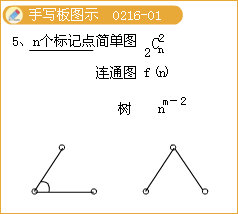 手写板图示 0216-01
5、n个标记点简单图 2^{C_n^2}
连通图 f(n)
树 n^{n-2}